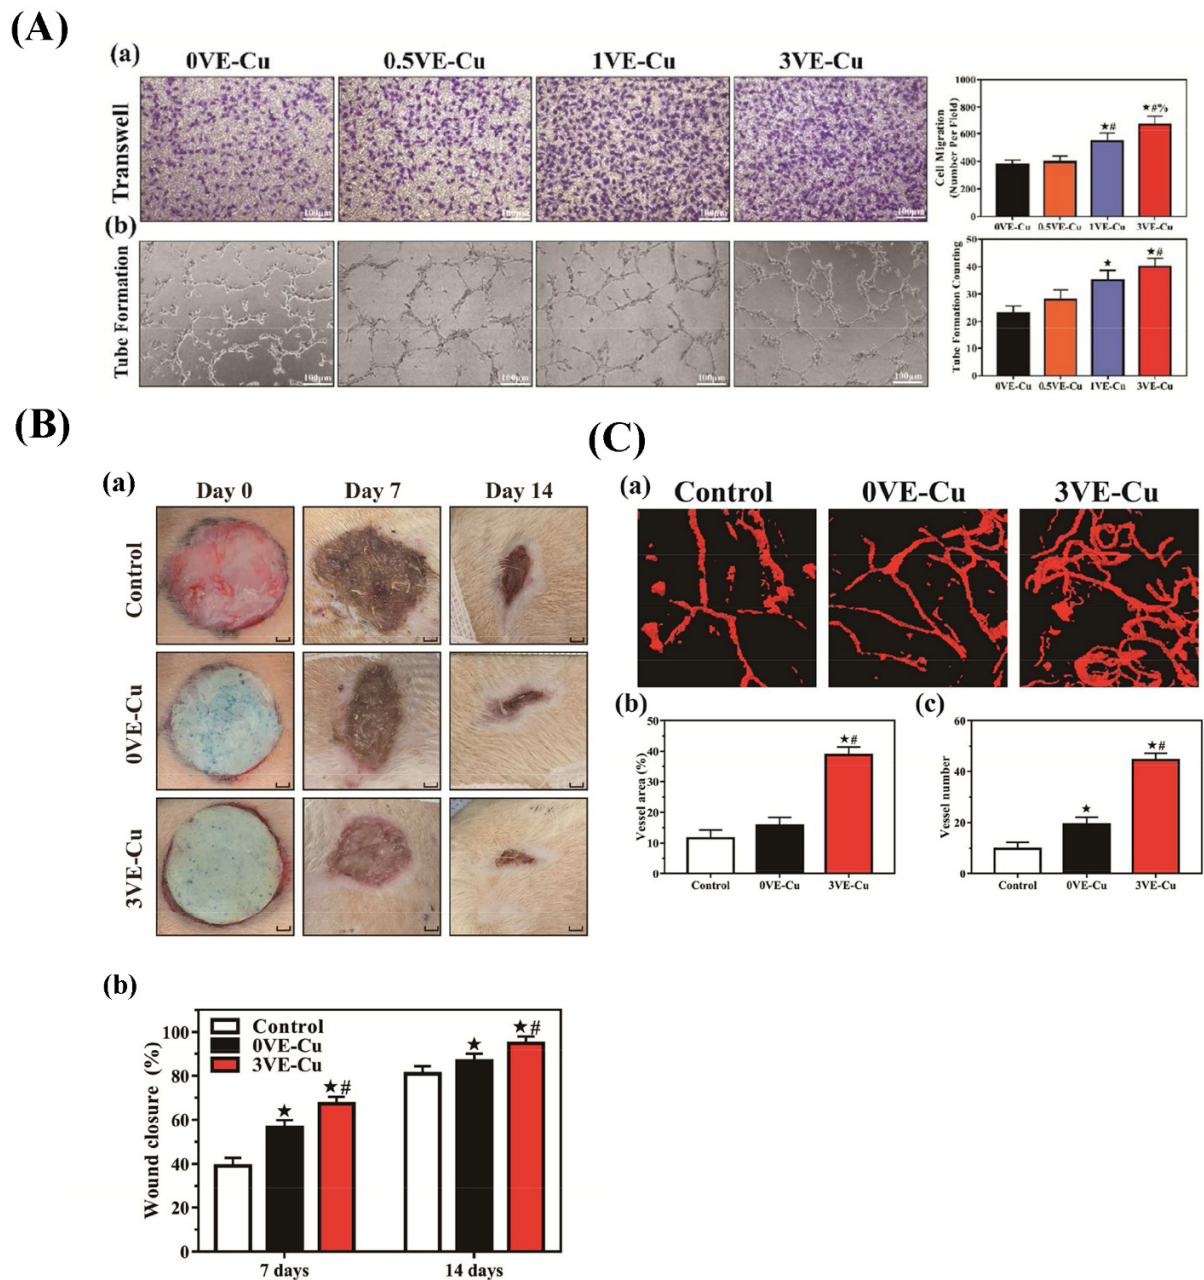 (A)
(a)
0VE-Cu
0.5VE-Cu
1VE-Cu
3VE-Cu
Transwell
100μm
100μm
100μm
100μm
Cell Migration
(Number Per Field)
1000
800
600
400
200
0
★#
★#%
0VE-Cu
0.5VE-Cu
1VE-Cu
3VE-Cu
(b)
Tube Formation
100μm
100μm
100μm
100μm
Tube Formation Counting
50
40
30
20
10
0
★
★#
0VE-Cu
0.5VE-Cu
1VE-Cu
3VE-Cu
(B)
(a)
Day 0
Day 7
Day 14
Control
0VE-Cu
3VE-Cu
(b)
Wound closure (%)
100
80
60
40
20
0
Control
0VE-Cu
3VE-Cu
★
★#
★
★#
7 days
14 days
(C)
(a)
Control
0VE-Cu
3VE-Cu
(b)
Vessel area (%)
50
40
30
20
10
0
★#
Control
0VE-Cu
3VE-Cu
(c)
Vessel number
60
40
20
0
★
★#
Control
0VE-Cu
3VE-Cu